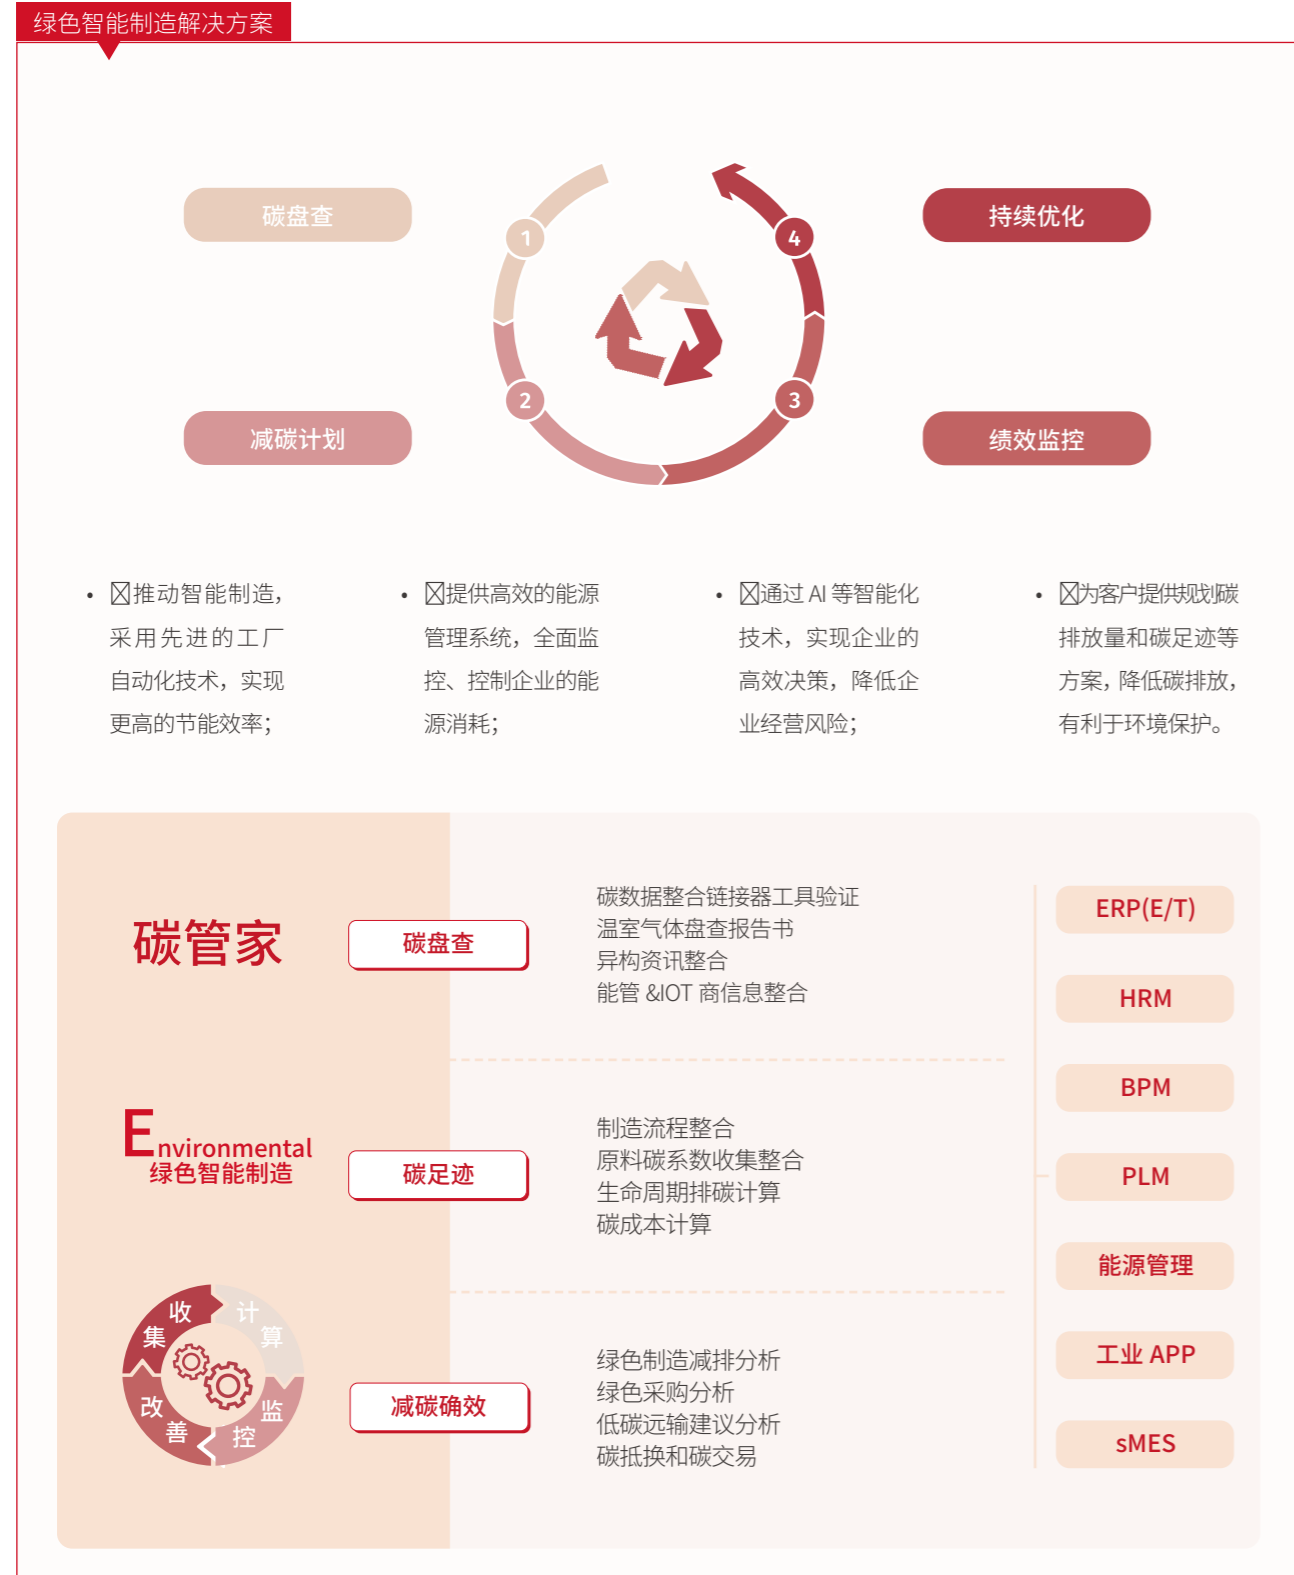 绿色智能制造解决方案
碳盘查
持续优化
1
4
2
3
减碳计划
绩效监控
• 推动智能制造，
采用先进的工厂
自动化技术，实现
更高的节能效率；
• 提供高效的能源
管理系统，全面监
控、控制企业的能
源消耗；
• 通过 AI 等智能化
技术，实现企业的
高效决策，降低企
业经营风险；
• 为客户提供规划碳
排放量和碳足迹等
方案，降低碳排放，
有利于环境保护。
碳管家
碳盘查
碳数据整合链接器工具验证
温室气体盘查报告书
异构资讯整合
能管 &IOT 商信息整合
Environmental
绿色智能制造
碳足迹
制造流程整合
原料碳系数收集整合
生命周期排碳计算
碳成本计算
收集
计算
改善
监控
减碳确效
绿色制造减排分析
绿色采购分析
低碳远输建议分析
碳抵换和碳交易
ERP(E/T)
HRM
BPM
PLM
能源管理
工业 APP
sMES